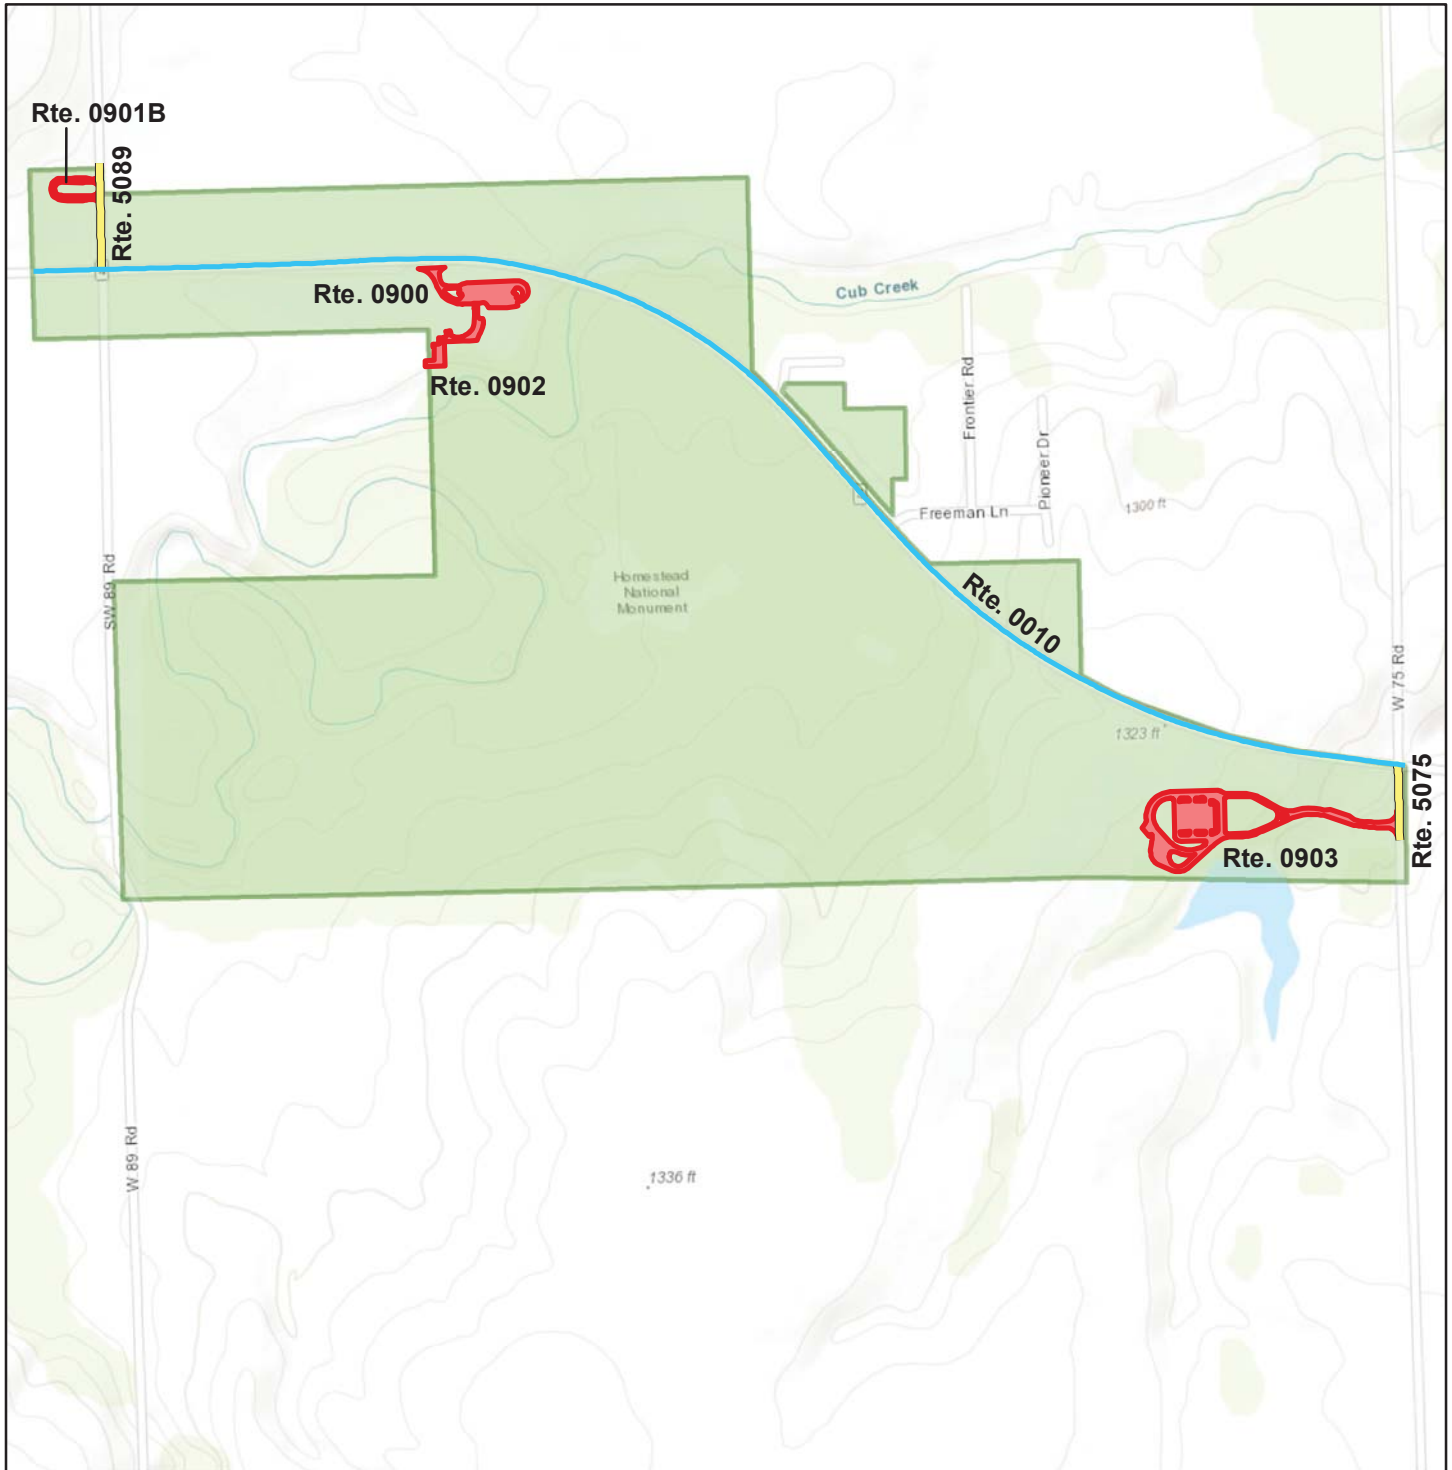 Rte. 0901B
Rte. 5089
Rte. 0900
Rte. 0902
Cub Creek
Frontier Rd
Pioneer Dr
Freeman Ln
1300 ft
SW 89 Rd
Homestead
National
Monument
Rte. 0010
W 75 Rd
1323 ft
Rte. 5075
Rte. 0903
W 89 Rd
1336 ft